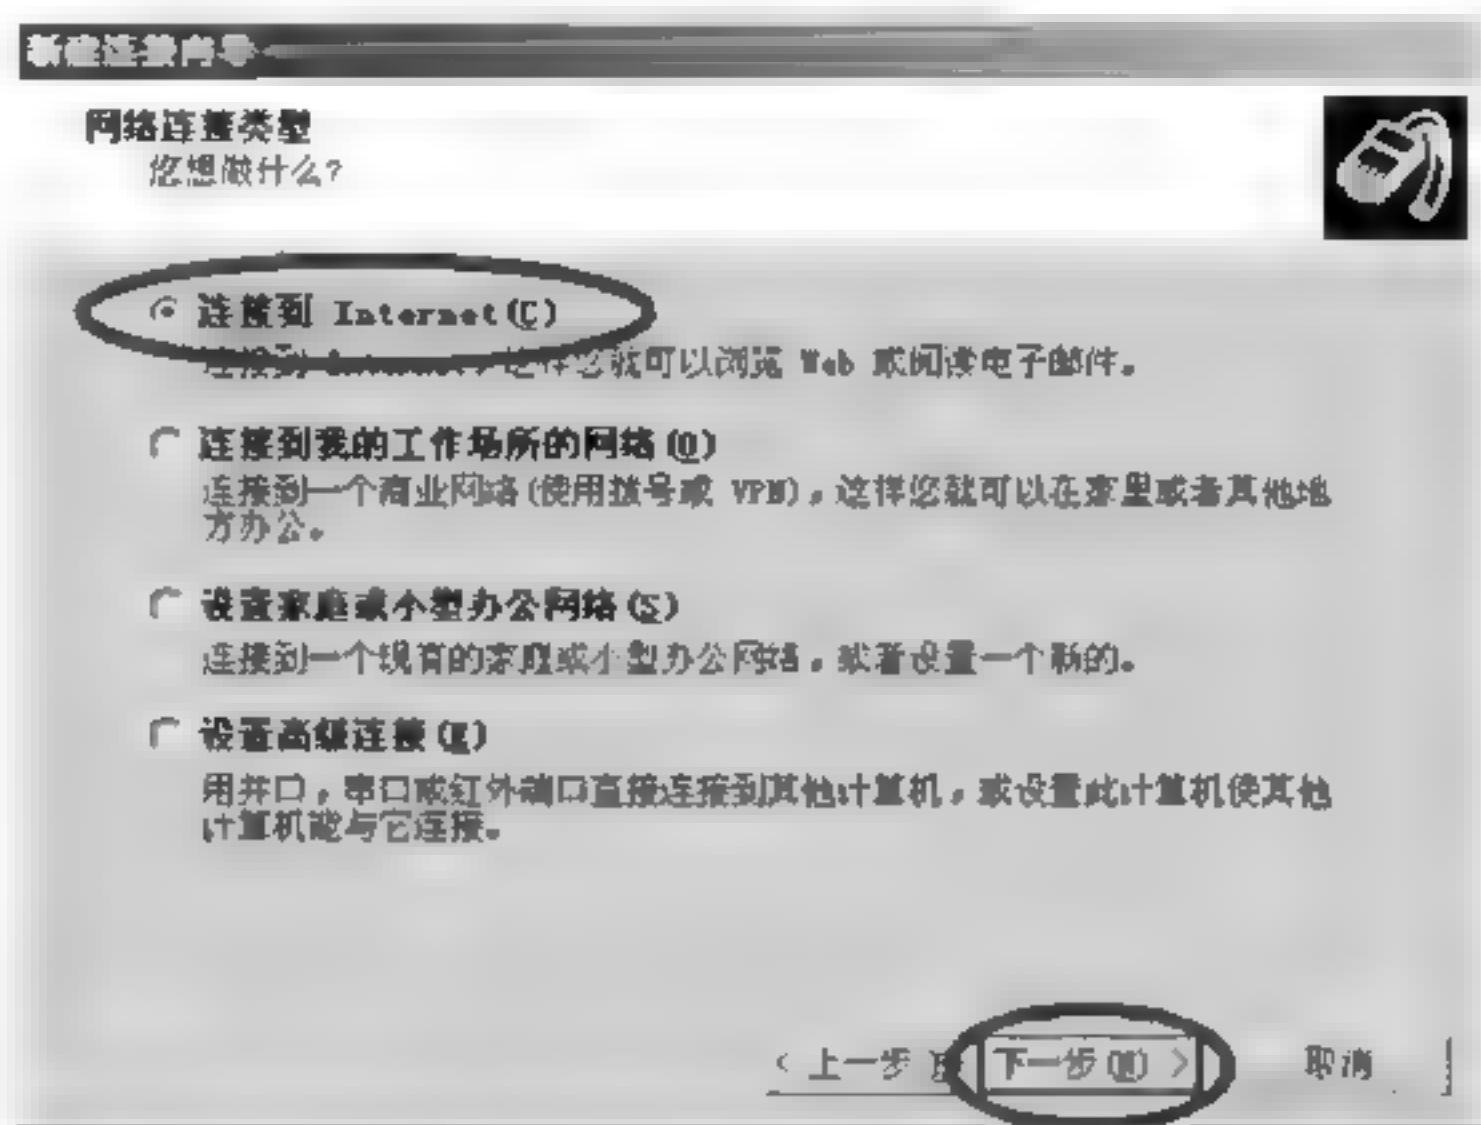 新建连接向导
网络连接类型
您想做什么?
连接到 Internet(C)
连接到 Internet,这样您就可以浏览 Web 或阅读电子邮件。
连接到我的工作场所的网络(O)
连接到一个商业网络(使用拨号或 VPN),这样您就可以在家里或者其他地
方办公。
设置家庭或小型办公网络(S)
连接到一个现有的家庭或小型办公网络,或者设置一个新的。
设置高级连接(E)
用并口,串口或红外端口直接连接到其他计算机,或设置此计算机使其他
计算机能与它连接。
< 上一步 下一步(N) > 取消